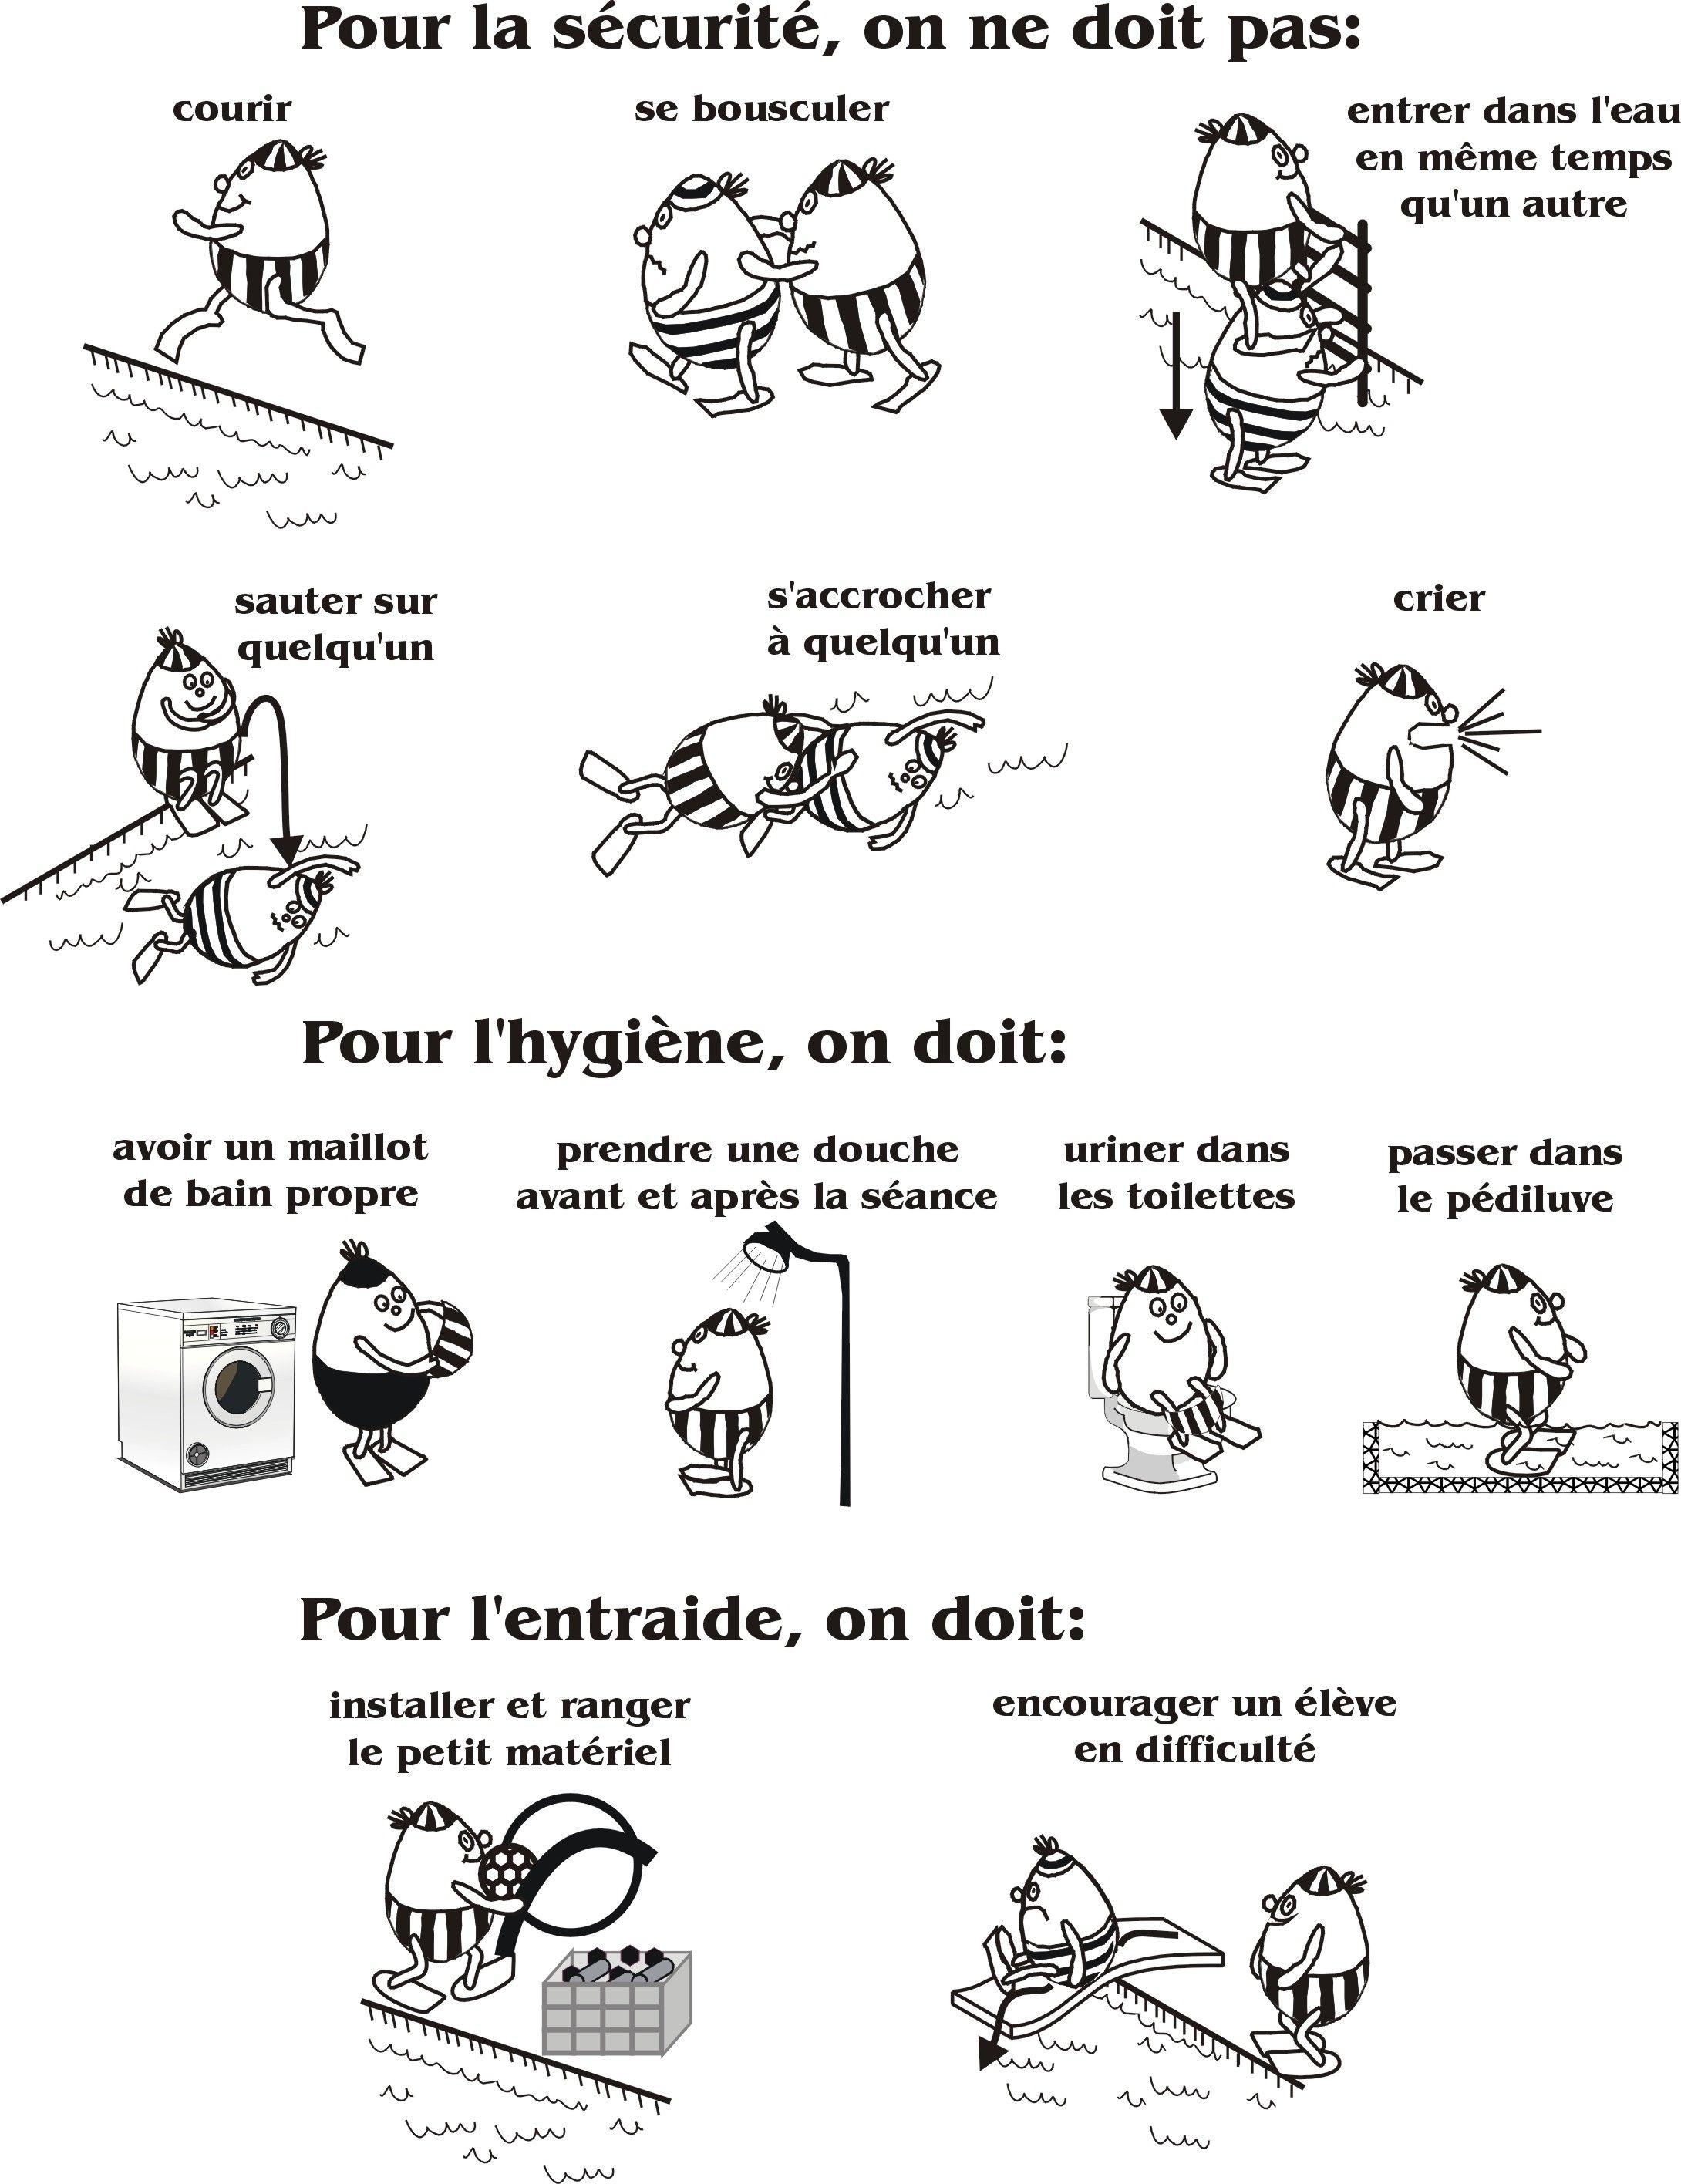 Pour la sécurité, on ne doit pas:
courir
se bousculer
entrer dans l'eau
en même temps
qu'un autre
sauter sur
quelqu'un
s'accrocher
à quelqu'un
crier
Pour l'hygiène, on doit:
avoir un maillot
de bain propre
prendre une douche
avant et après la séance
uriner dans
les toilettes
passer dans
le pédiluve
Pour l'entraide, on doit:
installer et ranger
le petit matériel
encourager un élève
en difficulté